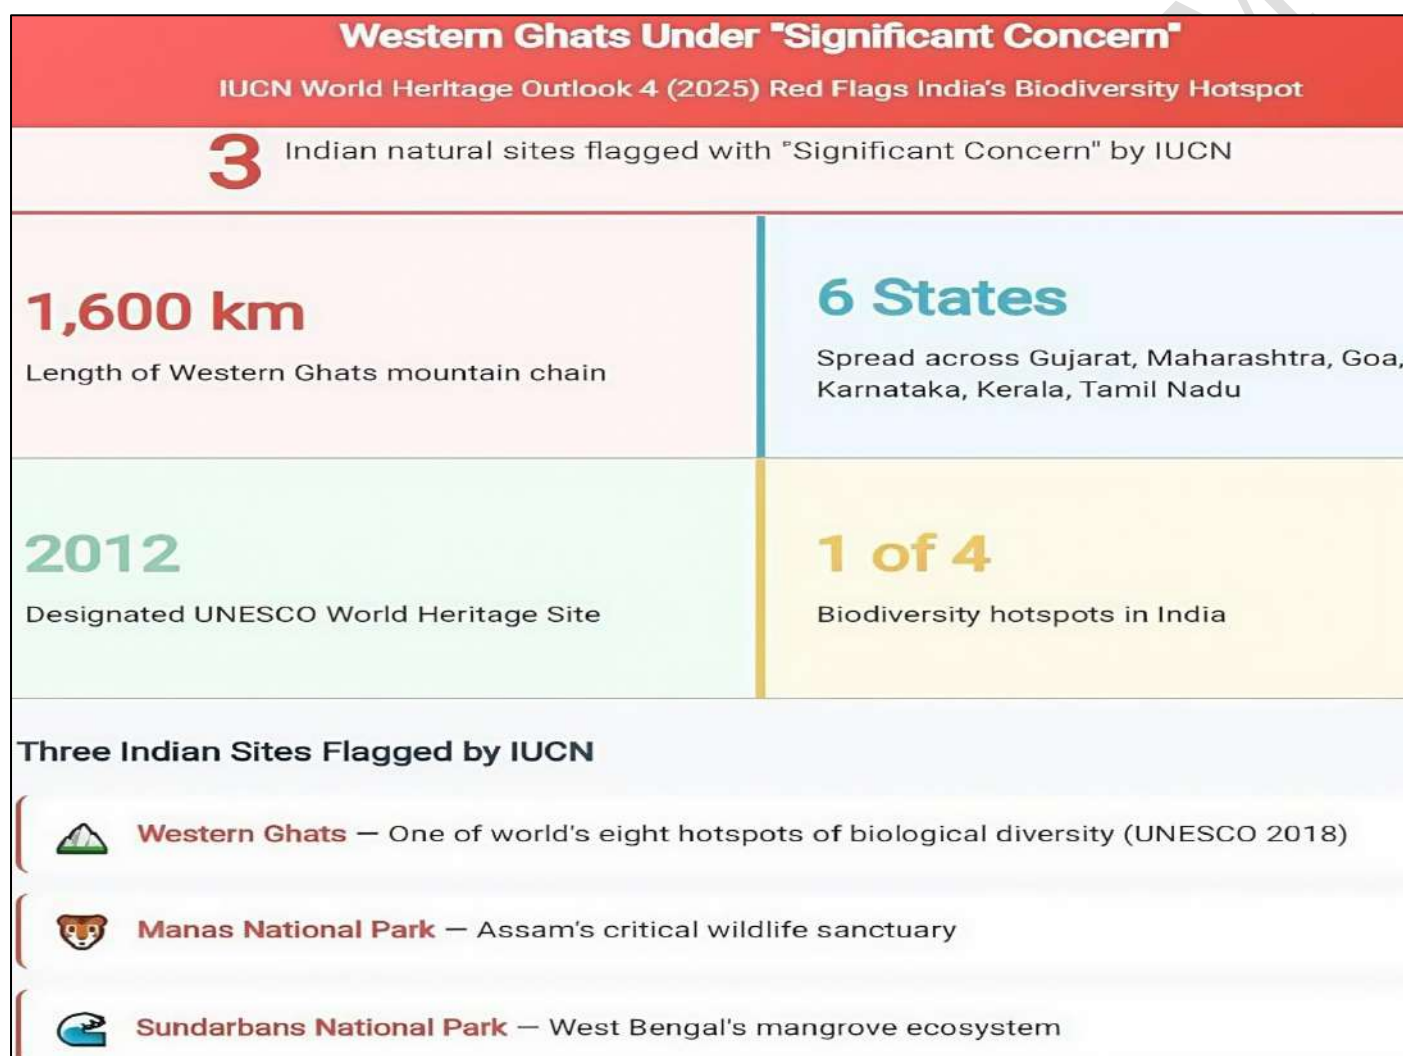 Western Ghats Under "Significant Concern"
IUCN World Heritage Outlook 4 (2025) Red Flags India's Biodiversity Hotspot
3 Indian natural sites flagged with "Significant Concern" by IUCN
1,600 km
Length of Western Ghats mountain chain
6 States
Spread across Gujarat, Maharashtra, Goa,
Karnataka, Kerala, Tamil Nadu
2012
Designated UNESCO World Heritage Site
1 of 4
Biodiversity hotspots in India
Three Indian Sites Flagged by IUCN
Western Ghats — One of world's eight hotspots of biological diversity (UNESCO 2018)
Manas National Park — Assam's critical wildlife sanctuary
Sundarbans National Park — West Bengal's mangrove ecosystem